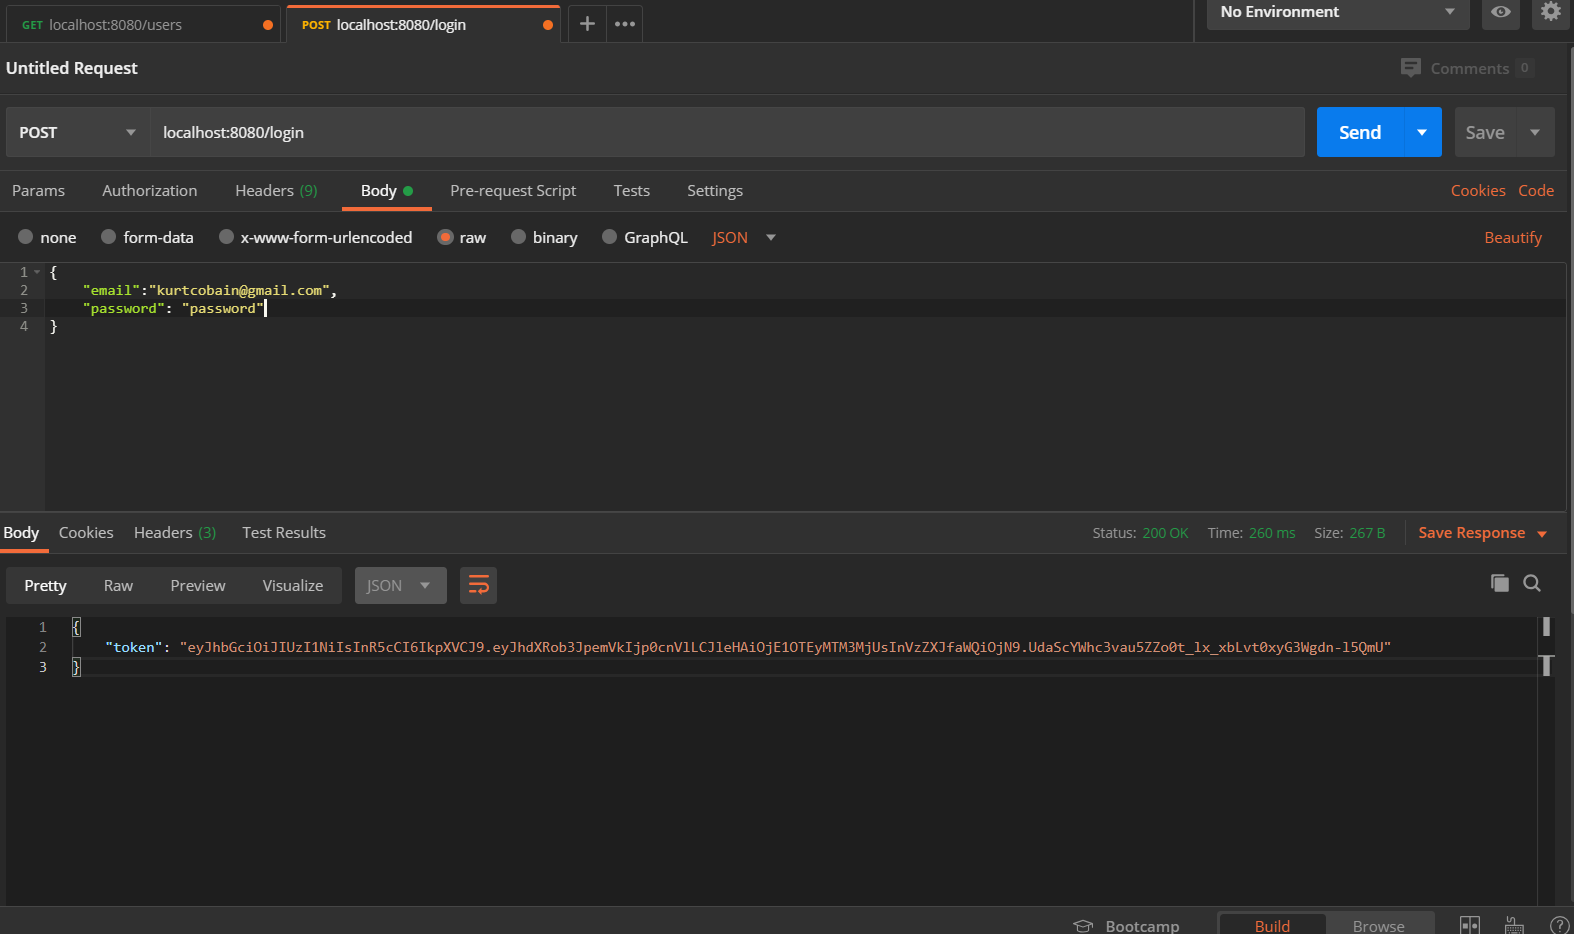 GET localhost:8080/users POST localhost:8080/login No Environment
Untitled Request Comments 0
POST localhost:8080/login Send Save
Params Authorization Headers (9) Body Pre-request Script Tests Settings Cookies Code
none form-data x-www-form-urlencoded raw binary GraphQL JSON Beautify
1 {
2 "email":"kurtcobain@gmail.com",
3 "password": "password"
4 }
Body Cookies Headers (3) Test Results Status: 200 OK Time: 260 ms Size: 267 B Save Response
Pretty Raw Preview Visualize JSON
1 {
2 "token": "eyJhbGciOiJIUzI1NiIsInR5cCI6IkpXVCJ9.eyJhdXRob3JpemVkIjp0cnVlLCJleHAiOjE1OTEyMTM3MjUsInVzZXJfaWQiOjN9.UdaScYWhc3vau5ZZo0t_lx_xbLvt0xyG3Wgdn-l5QmU"
3 }
Bootcamp Build Browse